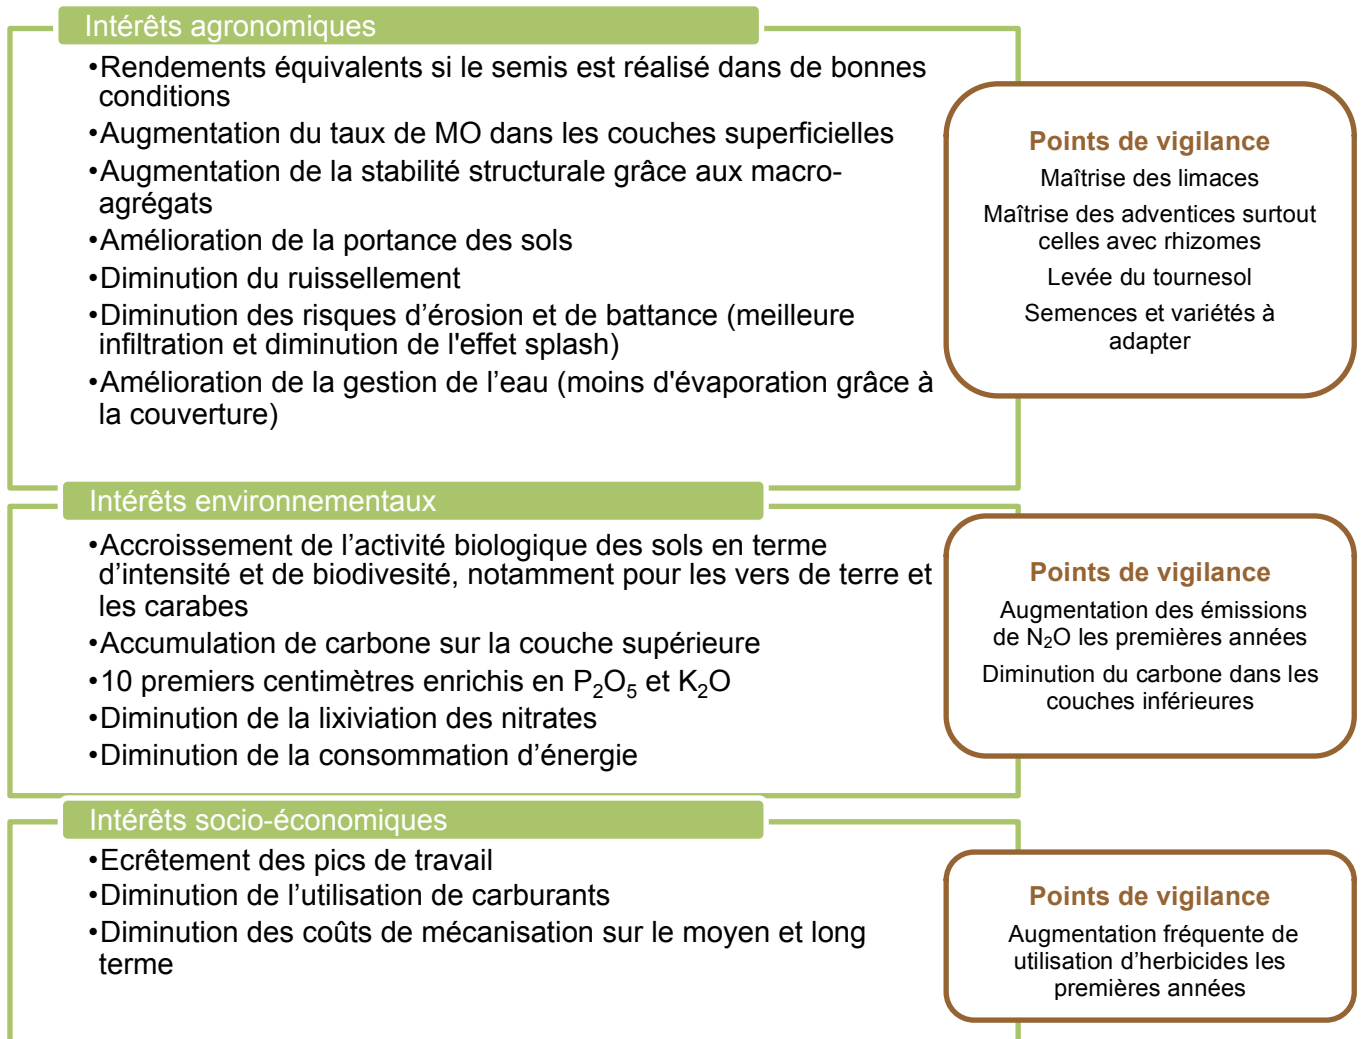 Intérêts agronomiques
•Rendements équivalents si le semis est réalisé dans de bonnes
conditions
•Augmentation du taux de MO dans les couches superficielles
•Augmentation de la stabilité structurale grâce aux macro-
agrégats
•Amélioration de la portance des sols
•Diminution du ruissellement
•Diminution des risques d’érosion et de battance (meilleure
infiltration et diminution de l'effet splash)
•Amélioration de la gestion de l’eau (moins d'évaporation grâce à
la couverture)
Points de vigilance
Maîtrise des limaces
Maîtrise des adventices surtout
celles avec rhizomes
Levée du tournesol
Semences et variétés à
adapter
Intérêts environnementaux
•Accroissement de l’activité biologique des sols en terme
d’intensité et de biodivesité, notamment pour les vers de terre et
les carabes
•Accumulation de carbone sur la couche supérieure
•10 premiers centimètres enrichis en P₂O₅ et K₂O
•Diminution de la lixiviation des nitrates
•Diminution de la consommation d’énergie
Points de vigilance
Augmentation des émissions
de N₂O les premières années
Diminution du carbone dans les
couches inférieures
Intérêts socio-économiques
•Ecrêtement des pics de travail
•Diminution de l’utilisation de carburants
•Diminution des coûts de mécanisation sur le moyen et long
terme
Points de vigilance
Augmentation fréquente de
utilisation d’herbicides les
premières années